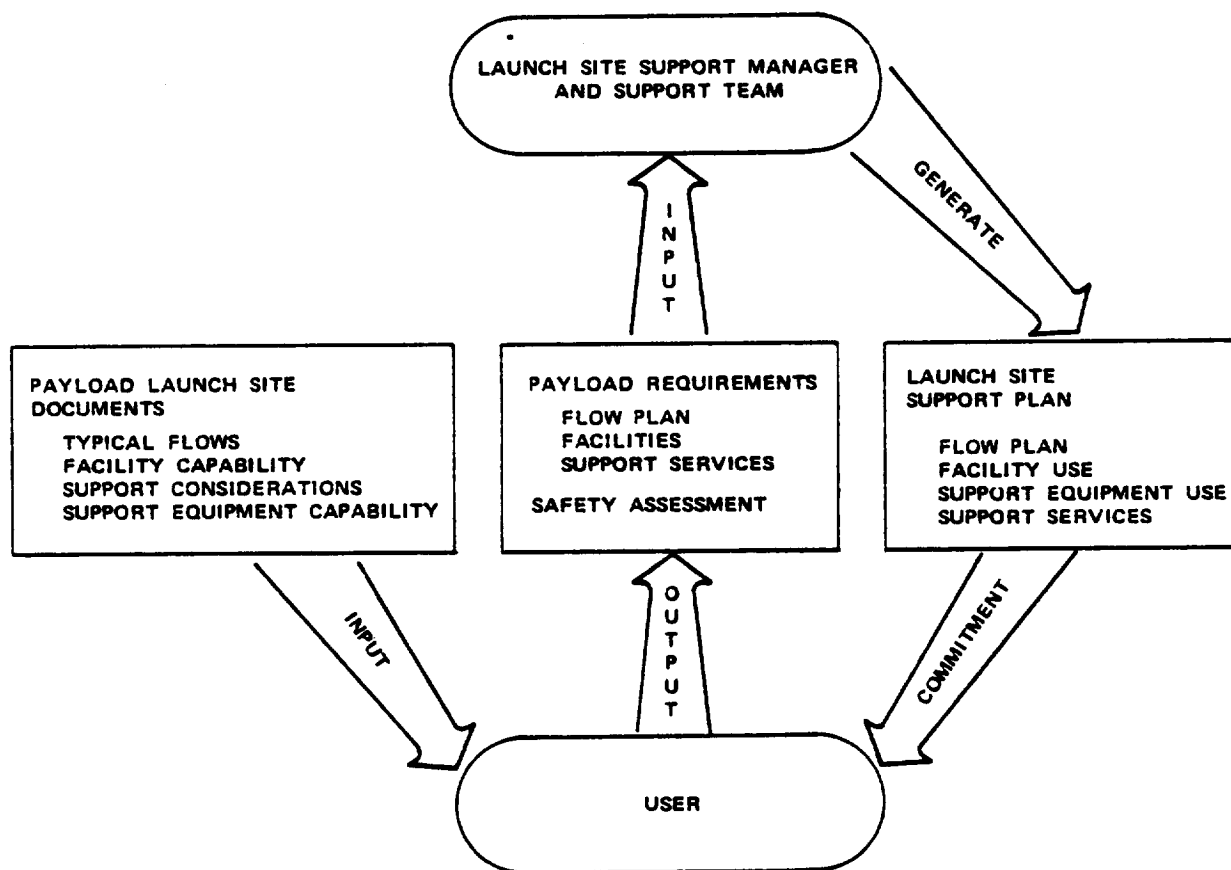 LAUNCH SITE SUPPORT MANAGER
AND SUPPORT TEAM
GENERATE
INPUT
PAYLOAD LAUNCH SITE
DOCUMENTS
TYPICAL FLOWS
FACILITY CAPABILITY
SUPPORT CONSIDERATIONS
SUPPORT EQUIPMENT CAPABILITY
PAYLOAD REQUIREMENTS
FLOW PLAN
FACILITIES
SUPPORT SERVICES
SAFETY ASSESSMENT
LAUNCH SITE
SUPPORT PLAN
FLOW PLAN
FACILITY USE
SUPPORT EQUIPMENT USE
SUPPORT SERVICES
INPUT
OUTPUT
COMMITMENT
USER